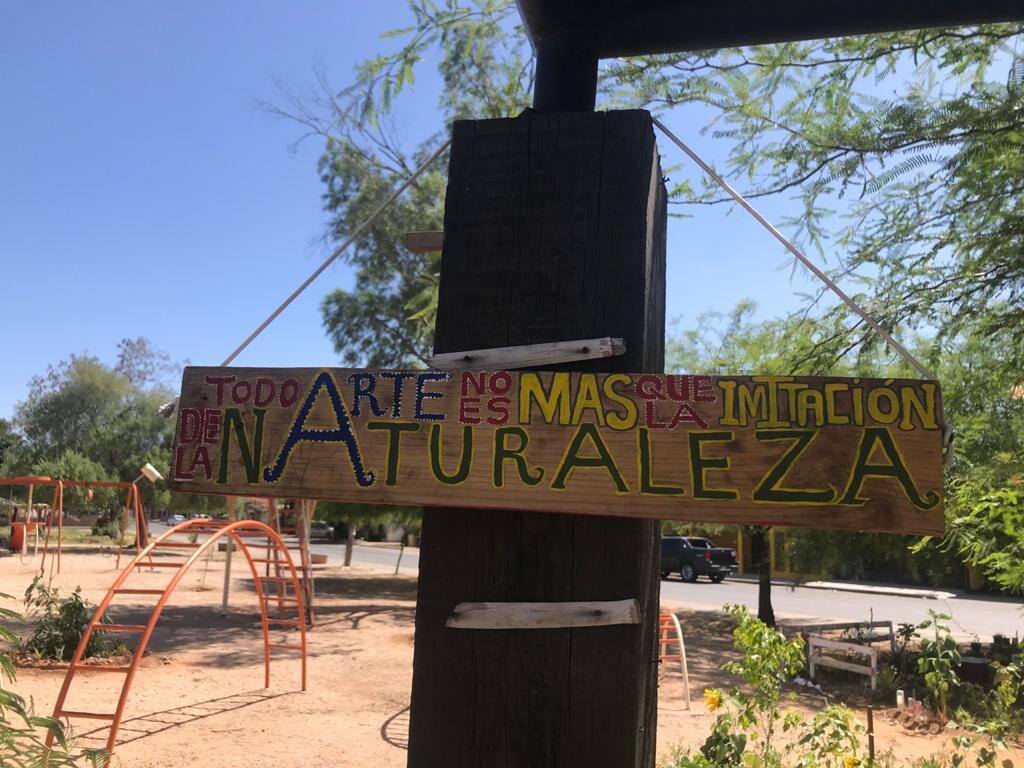 TODO ARTE NO ES MAS QUE LA IMITACIÓN
DE LA NATURALEZA